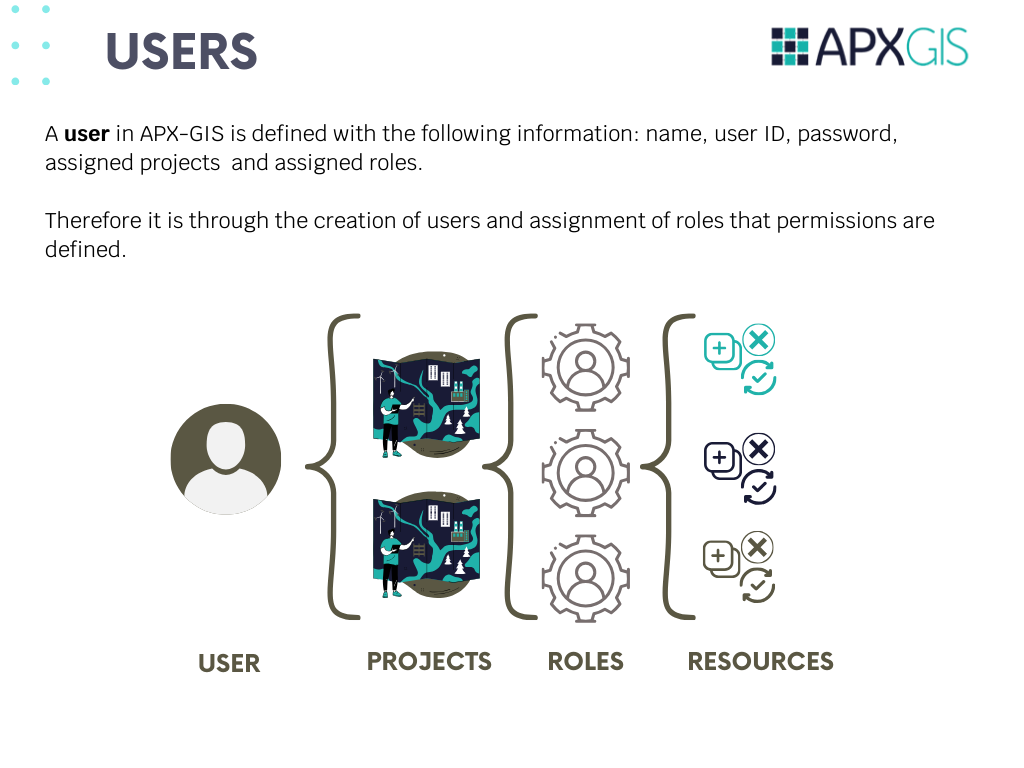 USERS
APXGIS
A user in APX-GIS is defined with the following information: name, user ID, password,
assigned projects  and assigned roles.
Therefore it is through the creation of users and assignment of roles that permissions are
defined.
USER
PROJECTS
ROLES
RESOURCES